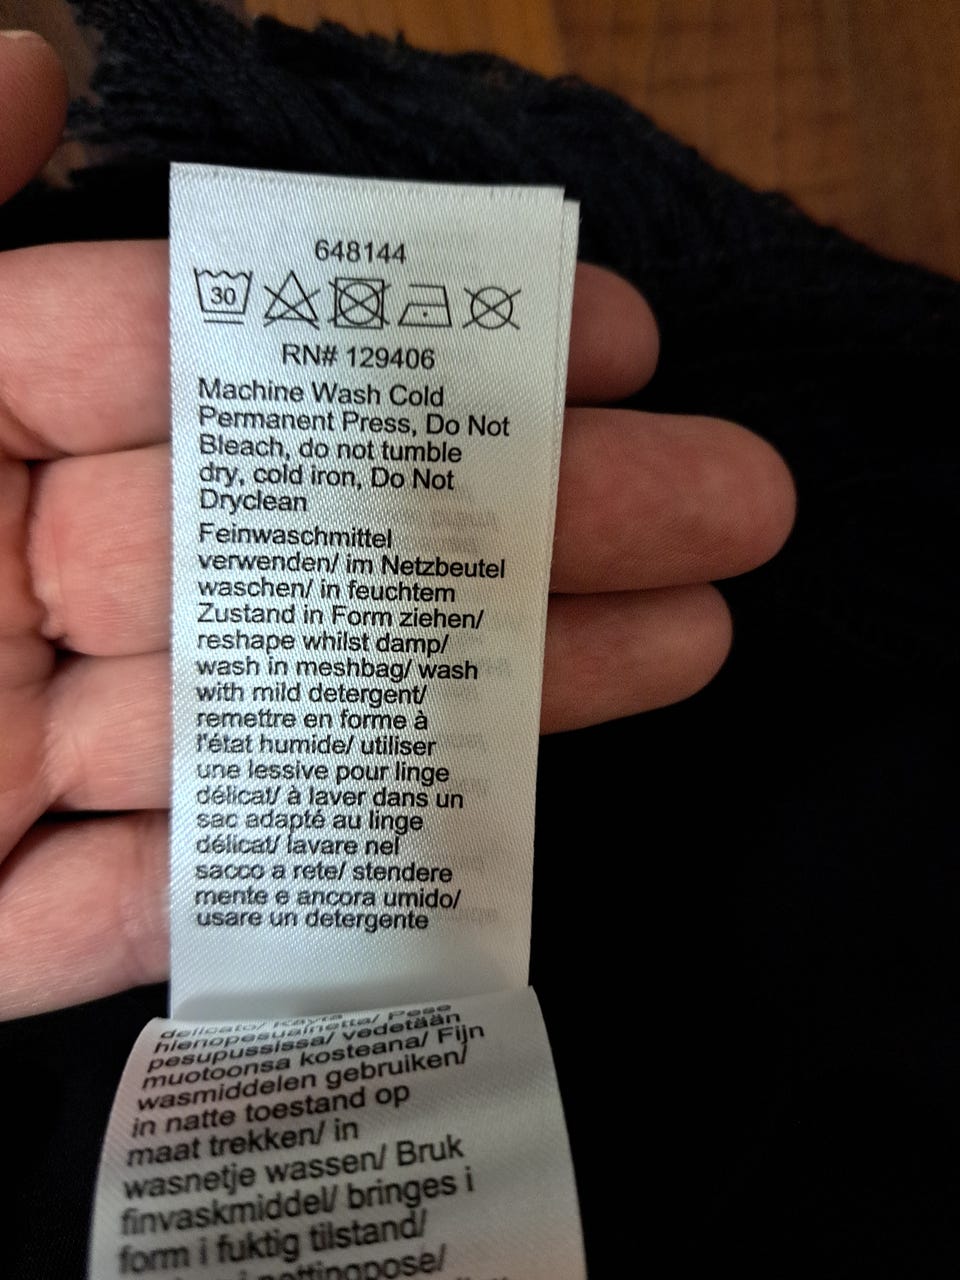 648144
30
RN# 129406
Machine Wash Cold
Permanent Press, Do Not
Bleach, do not tumble
dry, cold iron, Do Not
Dryclean
Feinwaschmittel
verwenden/ im Netzbeutel
waschen/ in feuchtem
Zustand in Form ziehen/
reshape whilst damp/
wash in meshbag/ wash
with mild detergent/
remettre en forme à
l'état humide/ utiliser
une lessive pour linge
délicat/ à laver dans un
sac adapté au linge
délicat/ lavare nel
sacco a rete/ stendere
mente e ancora umido/
usare un detergente
delicato/ Käytä
hienopesuainetta/ Pese
pesupussissa/ vedetään
muotoonsa kosteana/ Fijn
wasmiddelen gebruiken/
in natte toestand op
maat trekken/ in
wasnetje wassen/ Bruk
finvaskmiddel/ bringes i
form i fuktig tilstand/
nettingpose/